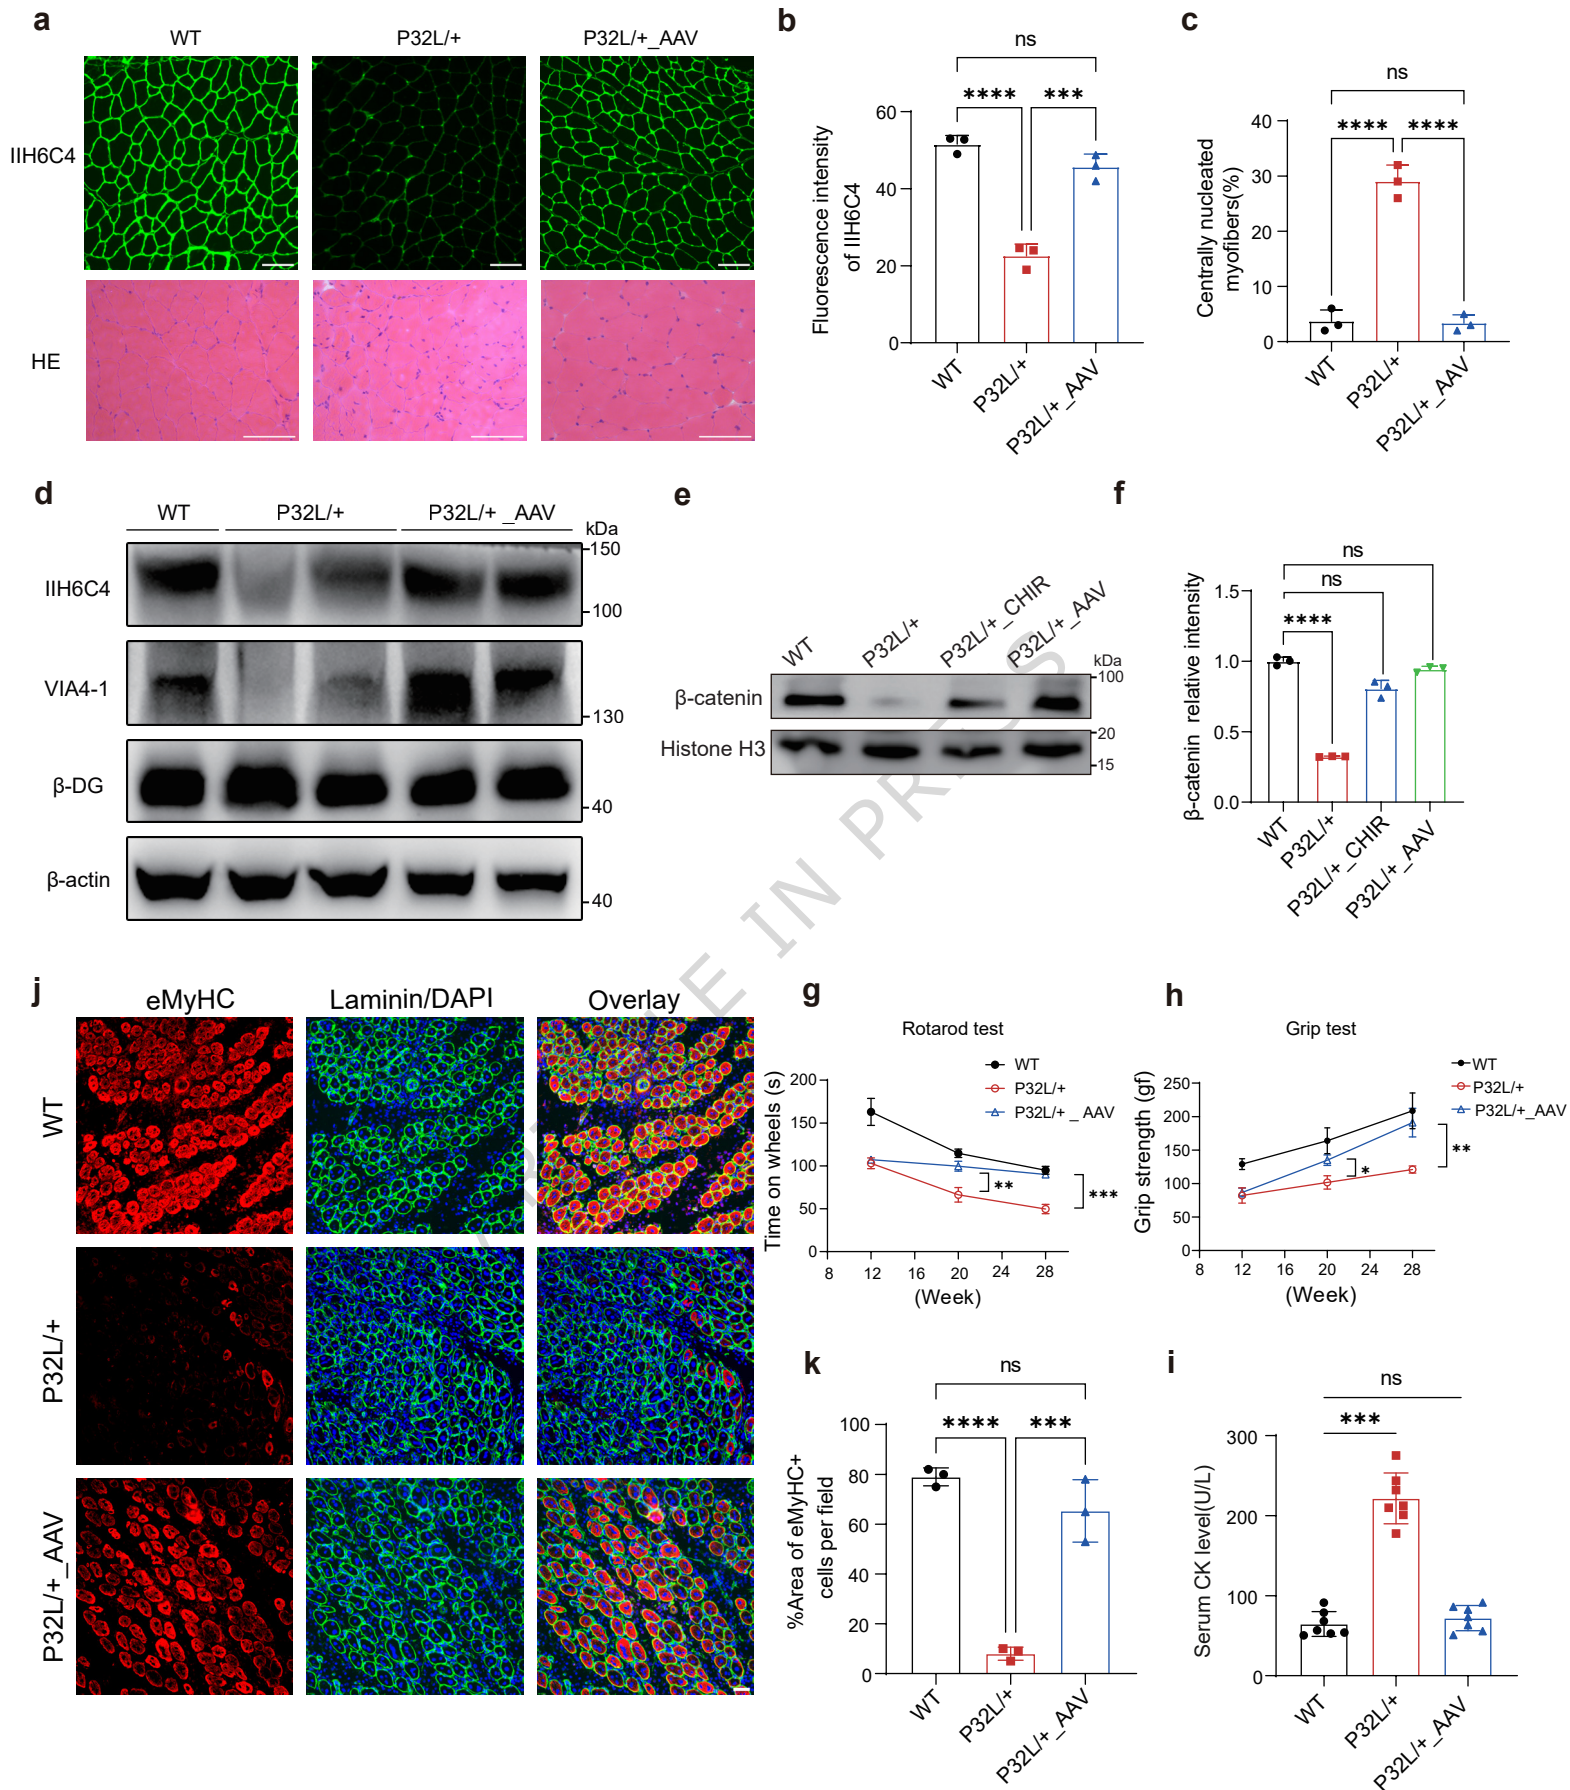 a
WT
P32L/+
P32L/+_AAV
IIH6C4
HE
b
ns
****
***
Fluorescence intensity
of IIH6C4
60
40
20
0
WT
P32L/+
P32L/+_AAV
c
ns
****
****
Centrally nucleated
myofibers(%)
40
30
20
10
0
WT
P32L/+
P32L/+_AAV
d
WT
P32L/+
P32L/+ _AAV
kDa
IIH6C4
150
100
VIA4-1
130
β-DG
40
β-actin
40
e
WT
P32L/+
P32L/+_CHIR
P32L/+_AAV
kDa
β-catenin
100
Histone H3
20
15
f
ns
ns
****
β-catenin relative intensity
1.5
1.0
0.5
0.0
WT
P32L/+
P32L/+_CHIR
P32L/+_AAV
j
eMyHC
Laminin/DAPI
Overlay
WT
P32L/+
P32L/+_AAV
g
Rotarod test
WT
P32L/+
P32L/+ _AAV
Time on wheels (s)
200
150
100
50
0
**
***
8
12
16
20
24
28
(Week)
h
Grip test
WT
P32L/+
P32L/+_AAV
Grip strength (gf)
250
200
150
100
50
0
*
**
8
12
16
20
24
28
(Week)
k
ns
****
***
%Area of eMyHC+
cells per field
100
80
60
40
20
0
WT
P32L/+
P32L/+_AAV
i
ns
***
Serum CK level(U/L)
300
200
100
0
WT
P32L/+
P32L/+_AAV
E IN PRESS